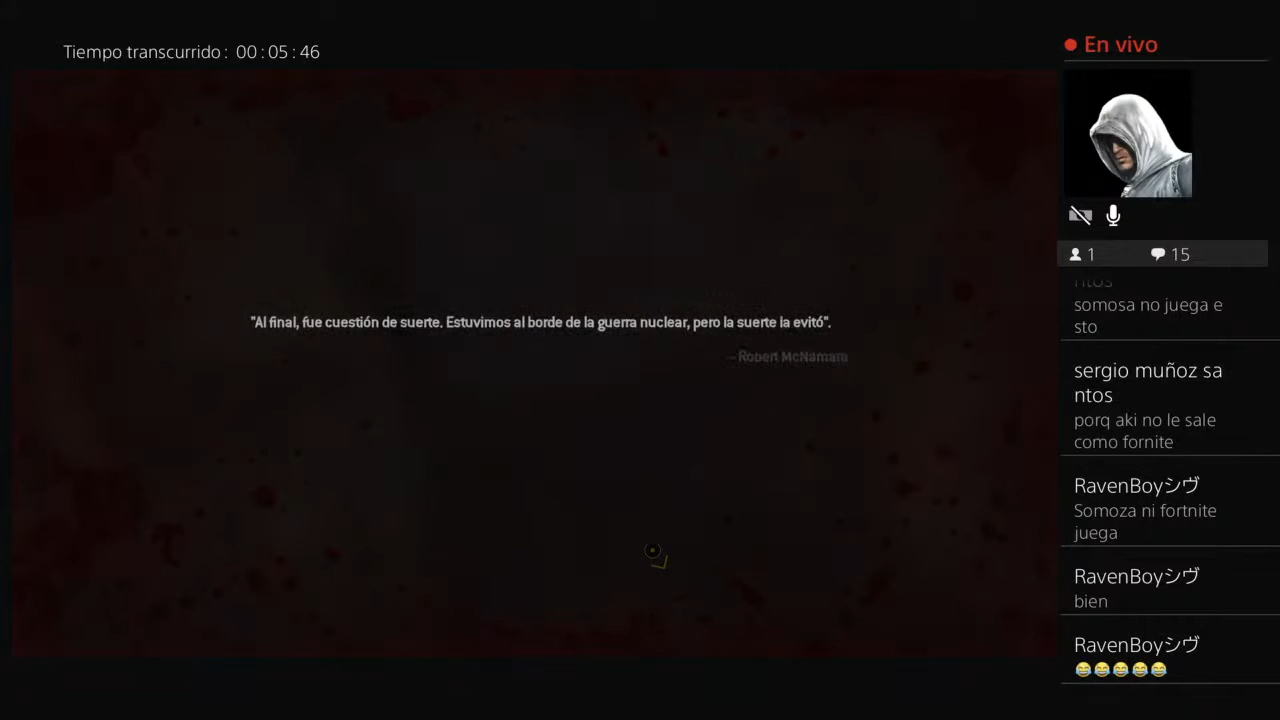 Tiempo transcurrido: 00:05:46
"Al final, fue cuestión de suerte. Estuvimos al borde de la guerra nuclear, pero la suerte la evitó".
—Robert McNamara
En vivo
1 15
ntos
somosa no juega e
sto
sergio muñoz sa
ntos
porq aki no le sale
como fornite
RavenBoyシヴ
Somoza ni fortnite
juega
RavenBoyシヴ
bien
RavenBoyシヴ
😂😂😂😂😂